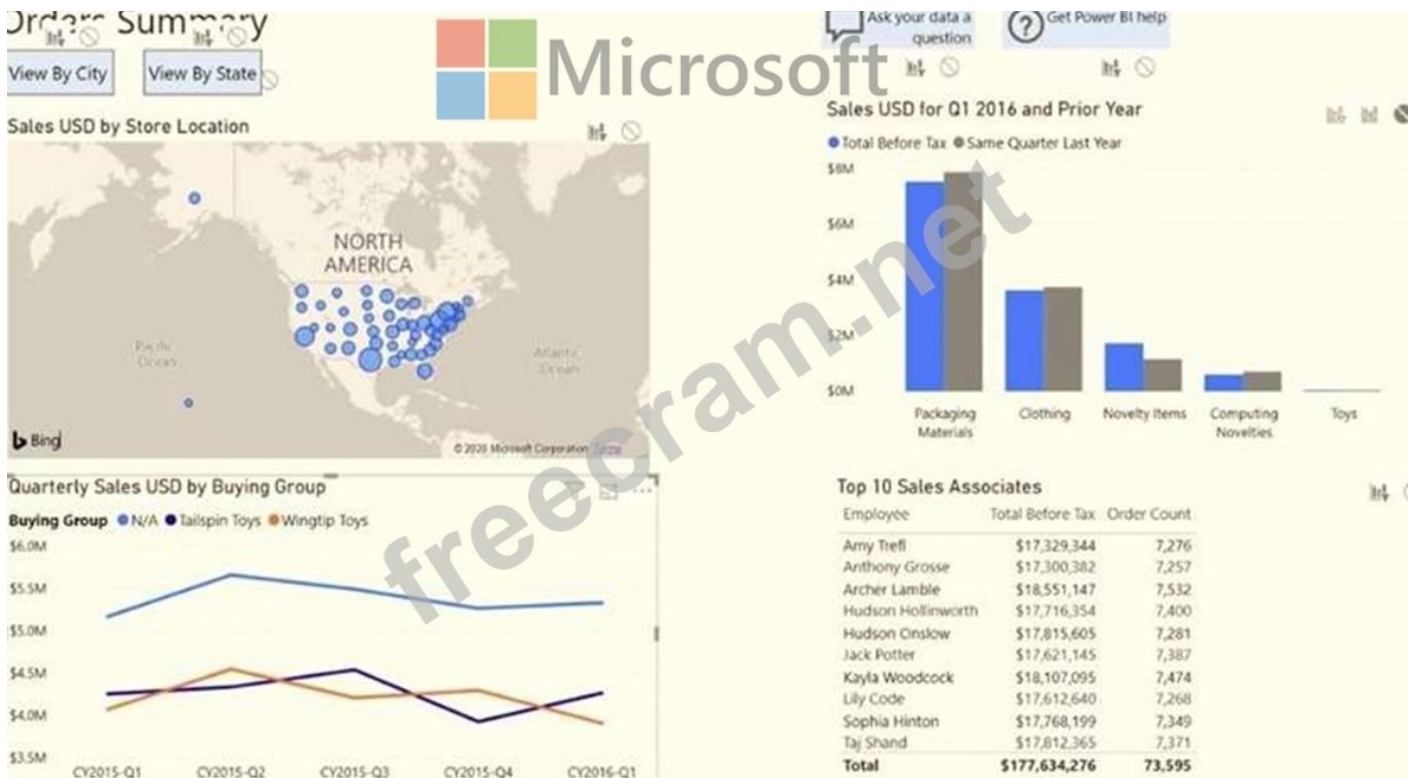 Orders Summary
View By City
View By State
Microsoft
Ask your data a
question
Get Power BI help
Sales USD by Store Location
NORTH
AMERICA
Pacific
Ocean
Atlantic
Ocean
Bing
© 2020 Microsoft Corporation
Sales USD for Q1 2016 and Prior Year
Total Before Tax Same Quarter Last Year
$8M
$6M
$4M
$2M
$0M
Packaging
Materials
Clothing
Novelty Items
Computing
Novelties
Toys
Quarterly Sales USD by Buying Group
Buying Group N/A Tailspin Toys Wingtip Toys
$6.0M
$5.5M
$5.0M
$4.5M
$4.0M
$3.5M
CY2015-Q1 CY2015-Q2 CY2015-Q3 CY2015-Q4 CY2016-Q1
Top 10 Sales Associates
Employee Total Before Tax Order Count
Amy Trefl $17,329,344 7,276
Anthony Grosse $17,300,382 7,257
Archer Lamble $18,551,147 7,532
Hudson Hollinworth $17,716,354 7,400
Hudson Onslow $17,815,605 7,281
Jack Potter $17,621,145 7,387
Kayla Woodcock $18,107,095 7,474
Lily Code $17,612,640 7,268
Sophia Hinton $17,768,199 7,349
Taj Shand $17,812,365 7,371
Total $177,634,276 73,595
freecram.net